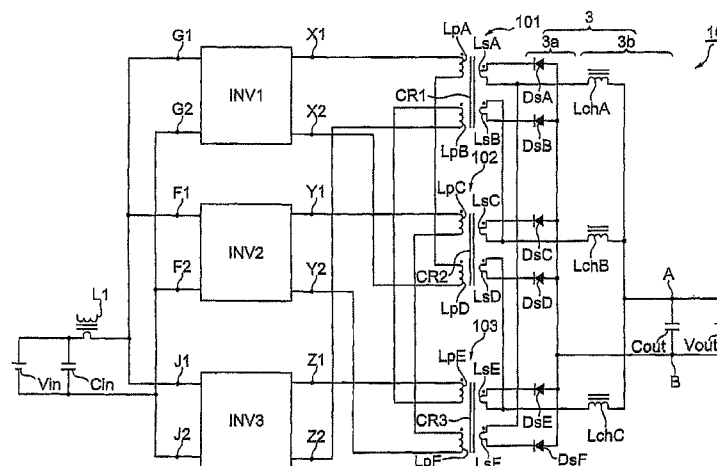 101
3
3a
3b
G1
X1
LpA
LsA
INV1
CR1
DsA
LchA
G2
X2
LpB
LsB
DsB
102
F1
Y1
LpC
LsC
INV2
DsC
LchB
F2
Y2
CR2
LsD
DsD
LpD
A
L1
103
Cout
Vout
Vin
Cin
J1
Z1
LpE
LsE
B
INV3
CR3
DsE
LchC
J2
Z2
LpF
LsF
DsF